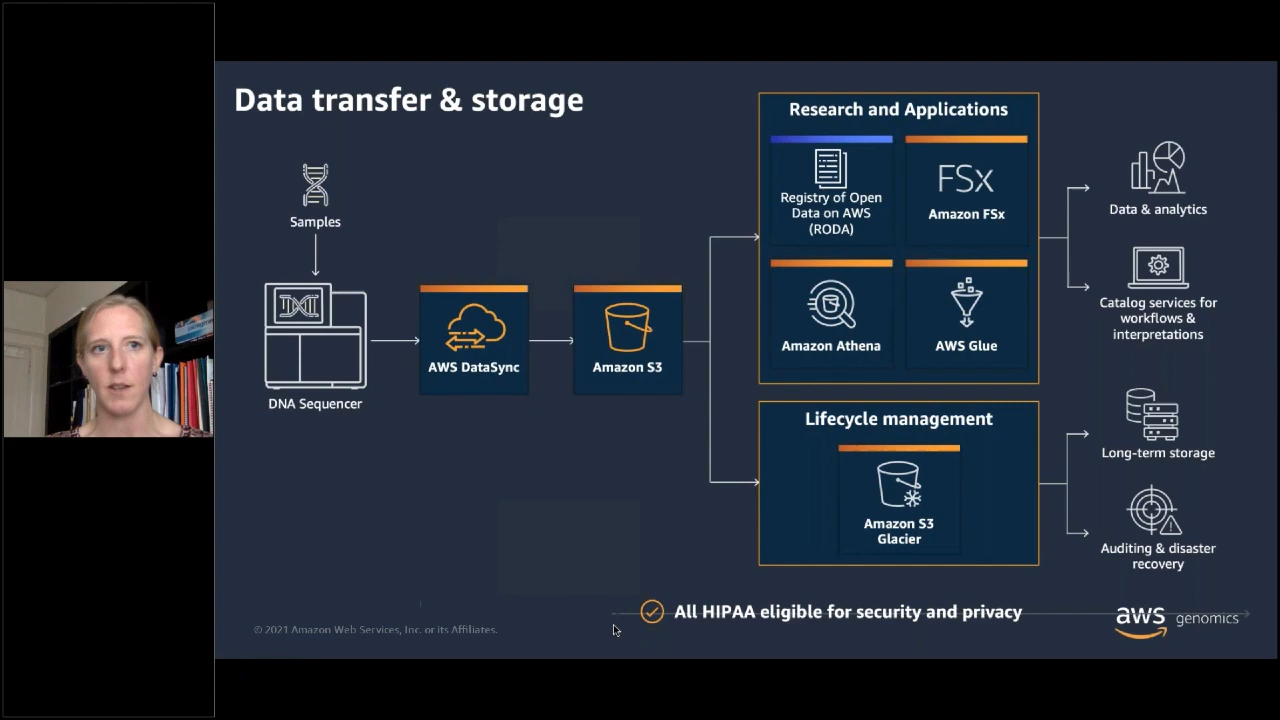 Data transfer & storage
Samples
DNA Sequencer
AWS DataSync
Amazon S3
Research and Applications
Registry of Open
Data on AWS
(RODA)
FSx
Amazon FSx
Amazon Athena
AWS Glue
Lifecycle management
Amazon S3
Glacier
Data & analytics
Catalog services for
workflows &
interpretations
Long-term storage
Auditing & disaster
recovery
All HIPAA eligible for security and privacy
© 2021 Amazon Web Services, Inc. or its Affiliates.
aws genomics